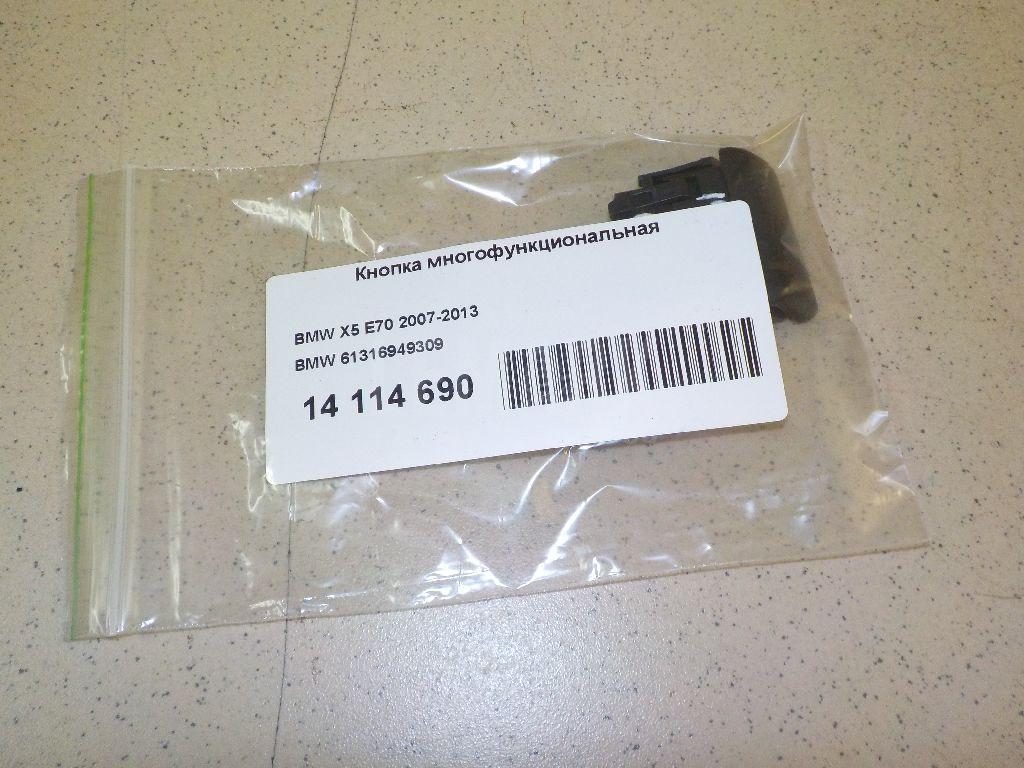 Кнопка многофункциональная
BMW X5 E70 2007-2013
BMW 61316949309
14 114 690